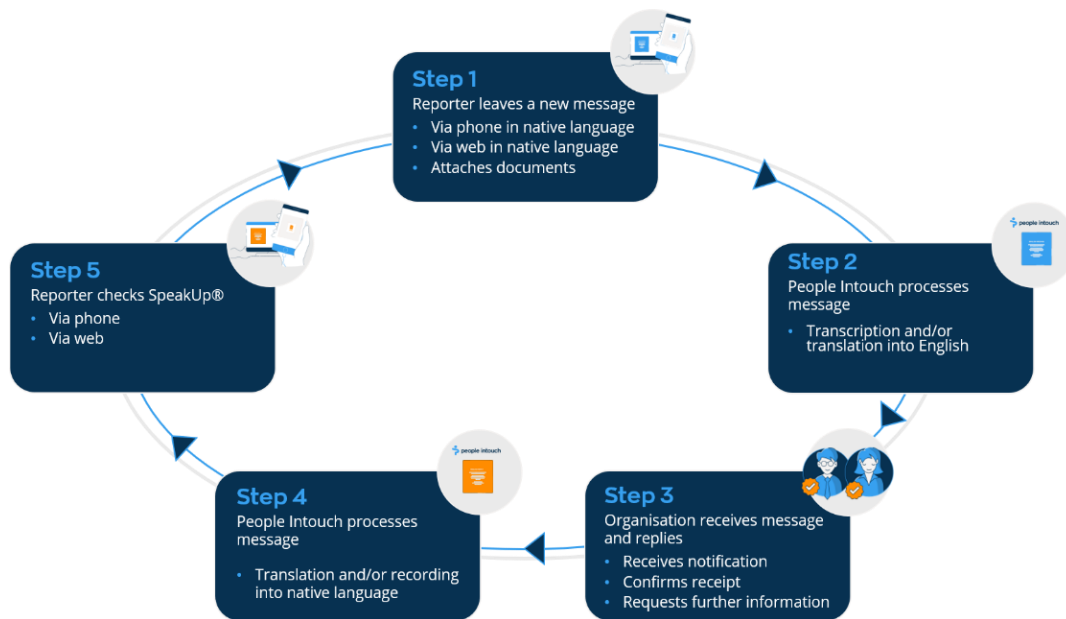 Step 1
Reporter leaves a new message
• Via phone in native language
• Via web in native language
• Attaches documents
people intouch
Step 2
People Intouch processes
message
• Transcription and/or
translation into English
Step 3
Organisation receives message
and replies
• Receives notification
• Confirms receipt
• Requests further information
people intouch
Step 4
People Intouch processes
message
• Translation and/or recording
into native language
Step 5
Reporter checks SpeakUp®
• Via phone
• Via web